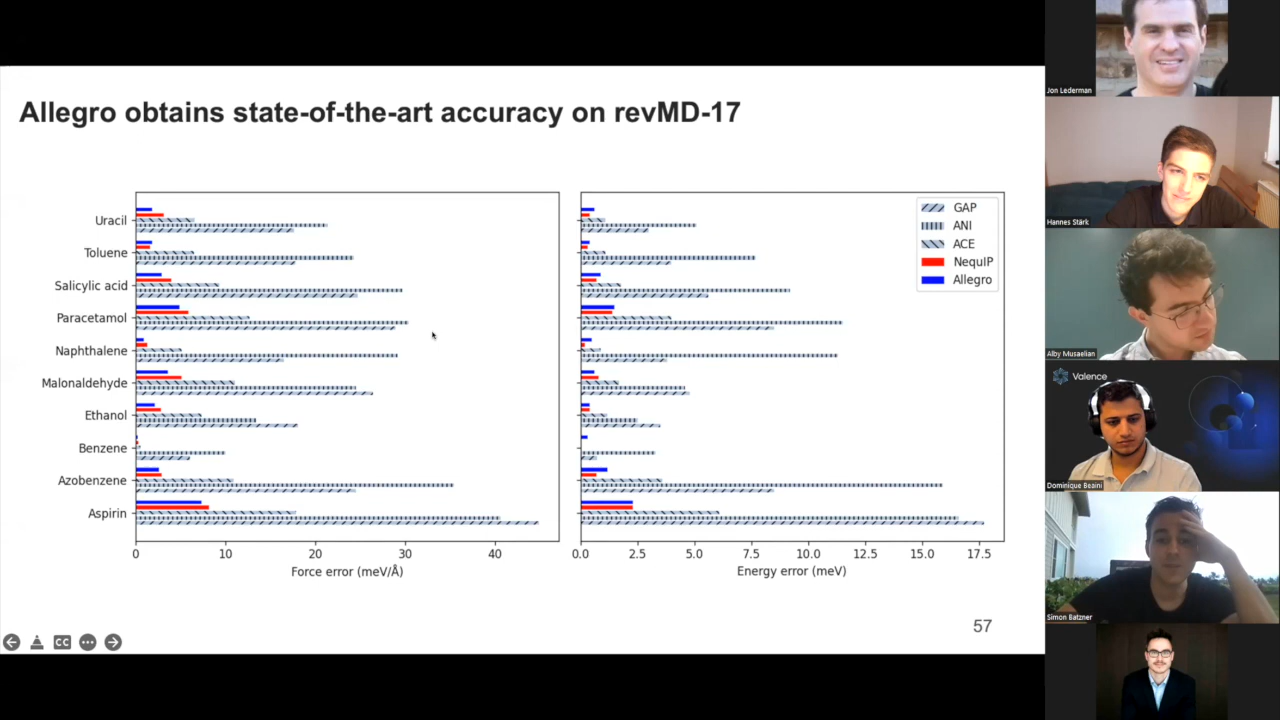 Allegro obtains state-of-the-art accuracy on revMD-17
Uracil
Toluene
Salicylic acid
Paracetamol
Naphthalene
Malonaldehyde
Ethanol
Benzene
Azobenzene
Aspirin
0 10 20 30 40
Force error (meV/Å)
GAP
ANI
ACE
NequIP
Allegro
0.0 2.5 5.0 7.5 10.0 12.5 15.0 17.5
Energy error (meV)
57
CC
Jon Lederman
Hannes Stärk
Alby Musaelian
Valence
Dominique Beaini
Simon Batzner